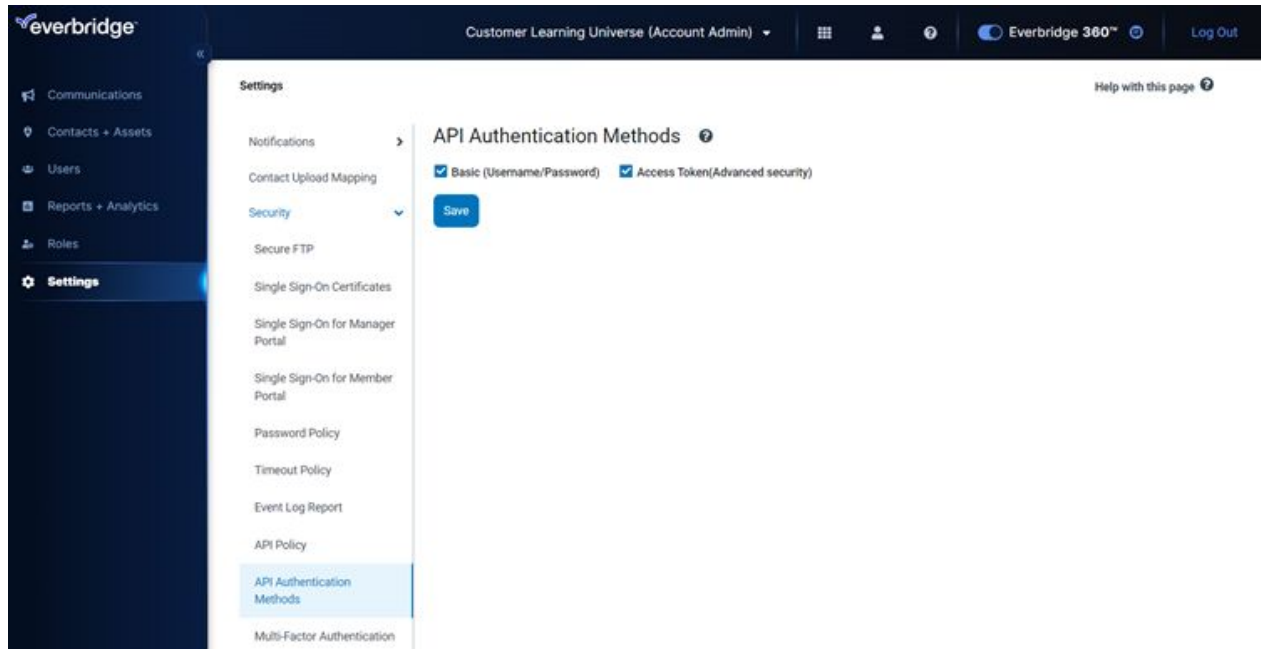 everbridge
Customer Learning Universe (Account Admin)
Everbridge 360™
Log Out
Communications
Contacts + Assets
Users
Reports + Analytics
Roles
Settings
Settings
Help with this page
Notifications
Contact Upload Mapping
Security
Secure FTP
Single Sign-On Certificates
Single Sign-On for Manager
Portal
Single Sign-On for Member
Portal
Password Policy
Timeout Policy
Event Log Report
API Policy
API Authentication
Methods
Multi-Factor Authentication
API Authentication Methods
Basic (Username/Password)
Access Token(Advanced security)
Save